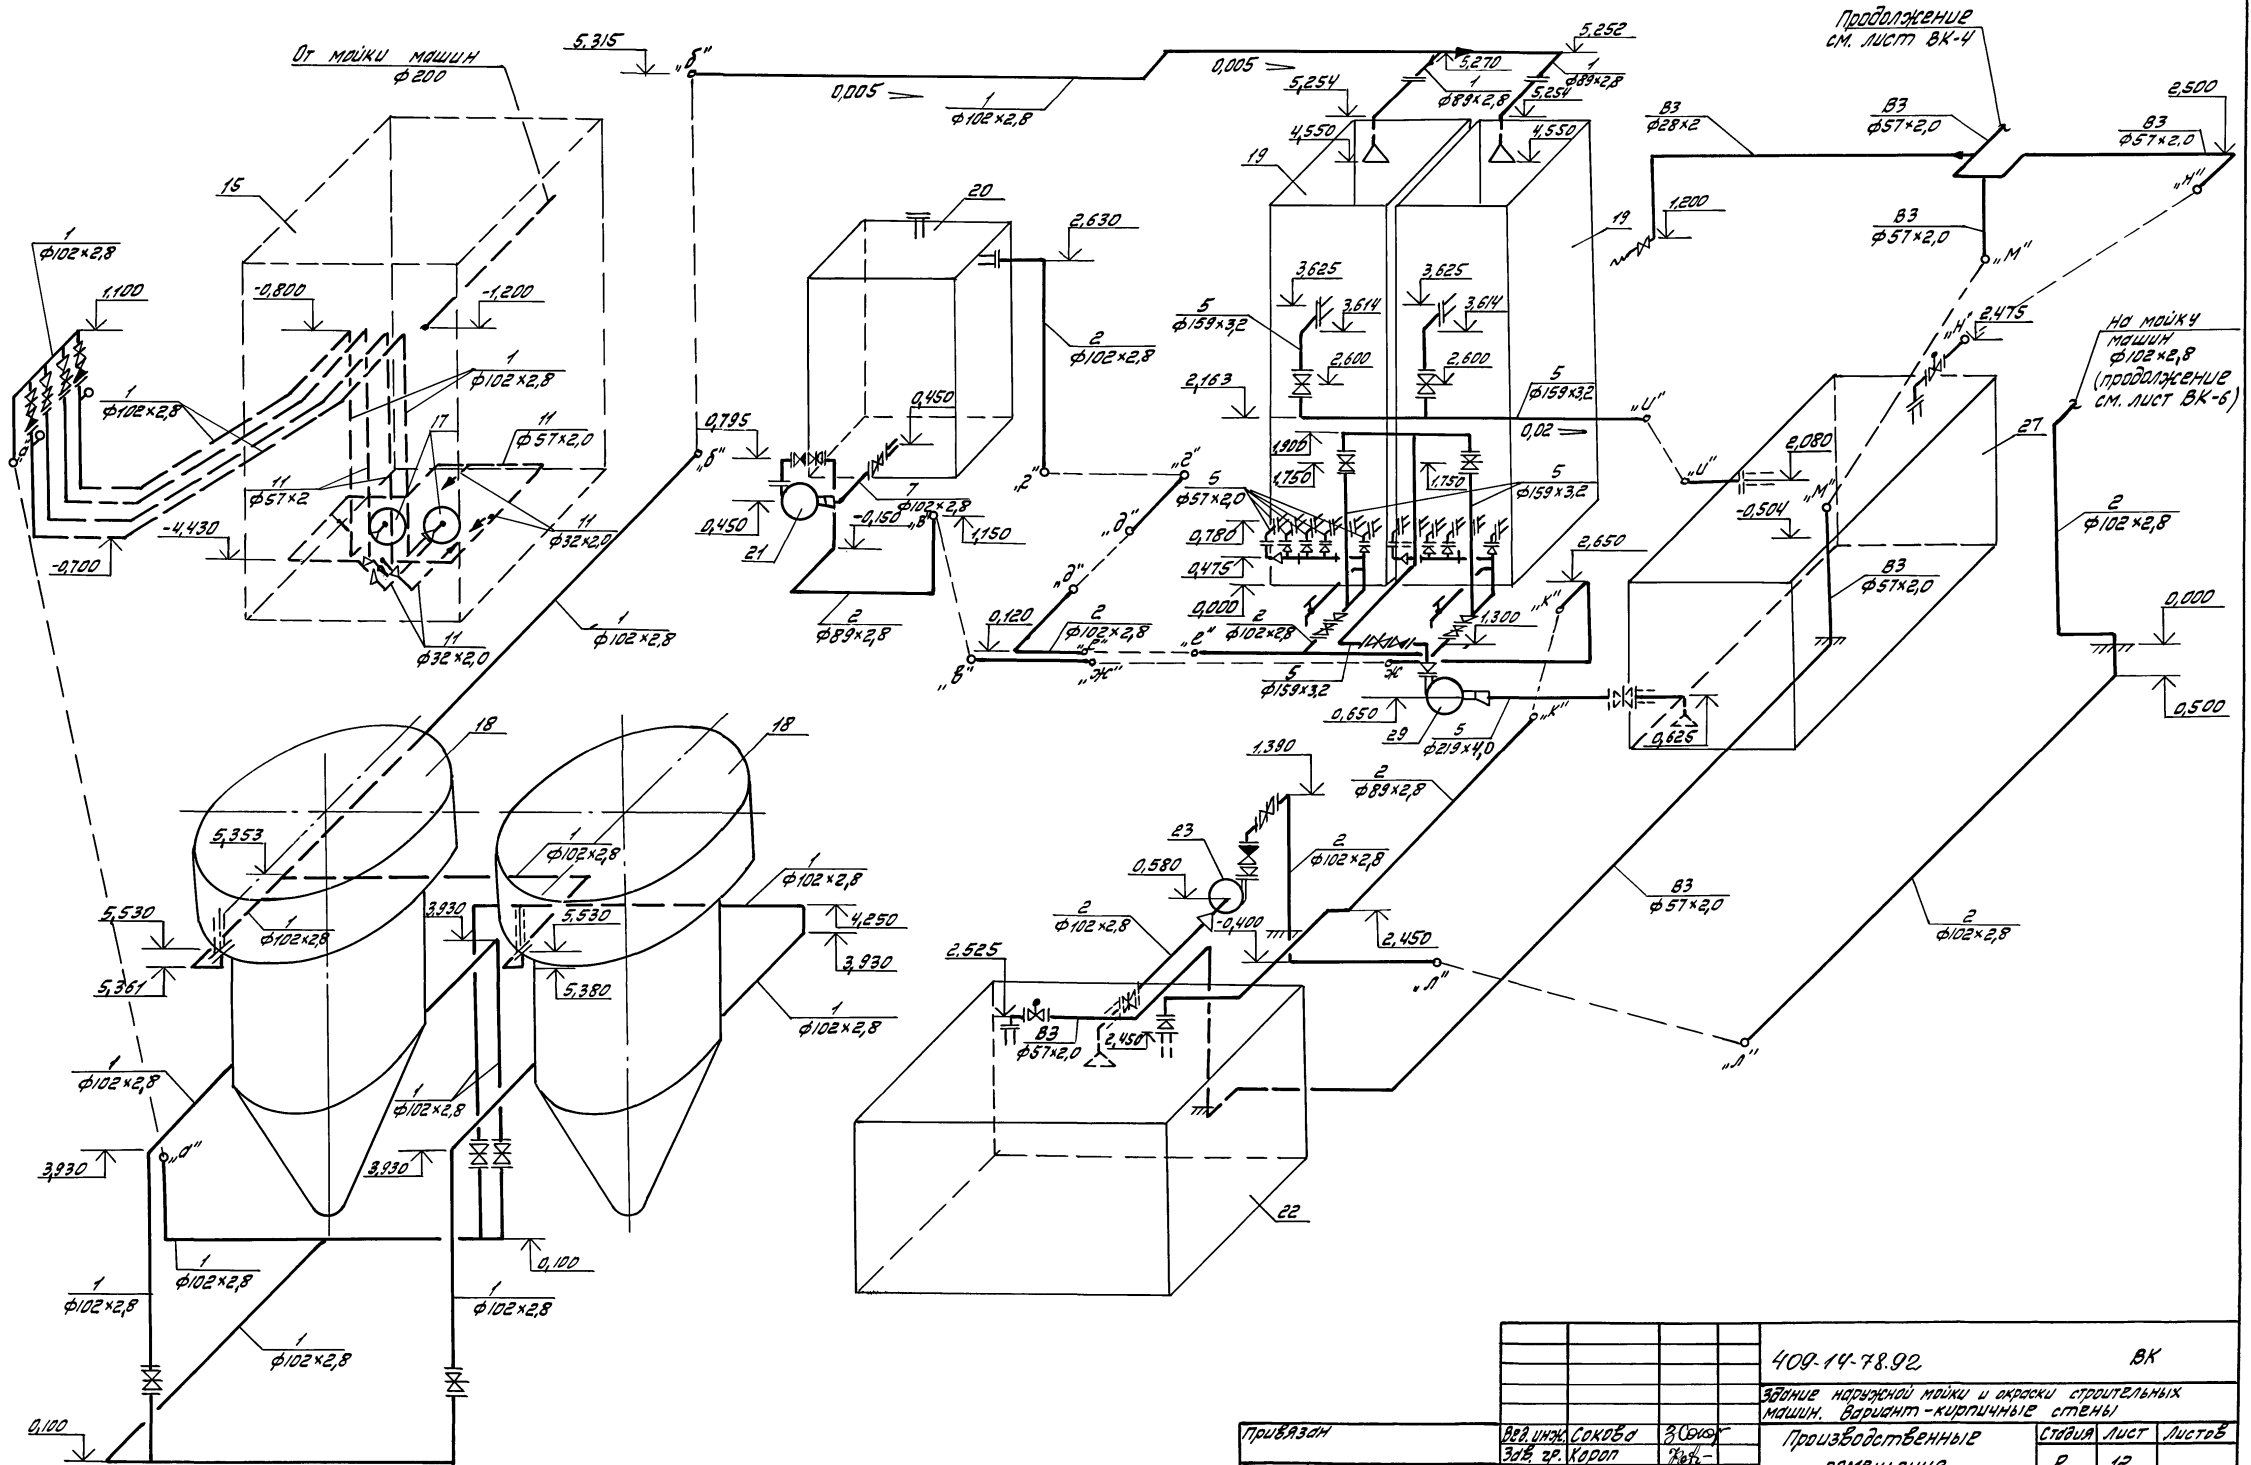 От мойки машин
ф200
15
1
ф102×2,8
1,100
-0,800
-1,200
1
ф102×2,8
1
ф102×2,8
17
11
ф57×2,0
11
ф57×2
11
ф32×2,0
-4,430
-0,700
11
ф32×2,0
„а"
5,315
„б"
0,005
1
ф102×2,8
0,005
5,252
5,270
1
ф89×2,8
1
ф89×2,8
5,254
5,254
4,550
4,550
19
19
20
2,630
2
ф102×2,8
0,795
„б"
0,450
7
ф102×2,8
0,450
21
-0,150
„в"
1,150
2
ф89×2,8
1
ф102×2,8
„г"
„г"
„д"
„д"
0,120
2
ф102×2,8
„е"
„е"
„в"
„ж"
ж
3,625
3,625
3,614
3,614
5
ф159×3,2
2,600
2,600
2,163
5
ф159×3,2
„и"
0,02
1,900
1,750
1,750
5
ф57×2,0
5
ф159×3,2
0,780
0,475
0,000
2
ф102×2,8
1,300
5
ф159×3,2
0,650
29
5
ф219×4,0
0,625
2,650
„к"
„к"
Продолжение
см. лист ВК-4
В3
ф28×2
В3
ф57×2,0
В3
ф57×2,0
2,500
„н"
1,200
В3
ф57×2,0
„м"
„н"
2,475
На мойку
машин
ф102×2,8
(продолжение
см. лист ВК-6)
27
„и"
2,080
„м"
-0,504
В3
ф57×2,0
2
ф102×2,8
0,000
0,500
18
18
5,353
1
ф102×2,8
1
ф102×2,8
5,530
5,361
1
ф102×2,8
3,930
5,530
5,380
4,250
3,930
1
ф102×2,8
1
ф102×2,8
1
ф102×2,8
3,930
„а"
3,930
1
ф102×2,8
0,100
1
ф102×2,8
1
ф102×2,8
1
ф102×2,8
0,100
1,390
23
0,580
2
ф102×2,8
2
ф89×2,8
2
ф102×2,8
-0,400
2,450
„л"
2,525
В3
ф57×2,0
2,450
В3
ф57×2,0
2
ф102×2,8
„л"
22
409-14-78.92 ВК
Здание наружной мойки и окраски строительных
машин. Вариант-кирпичные стены
Привязан
Вед. инж. Сокова
Зав. гр. Короп
Производственные
Стадия Лист Листов
Р 12